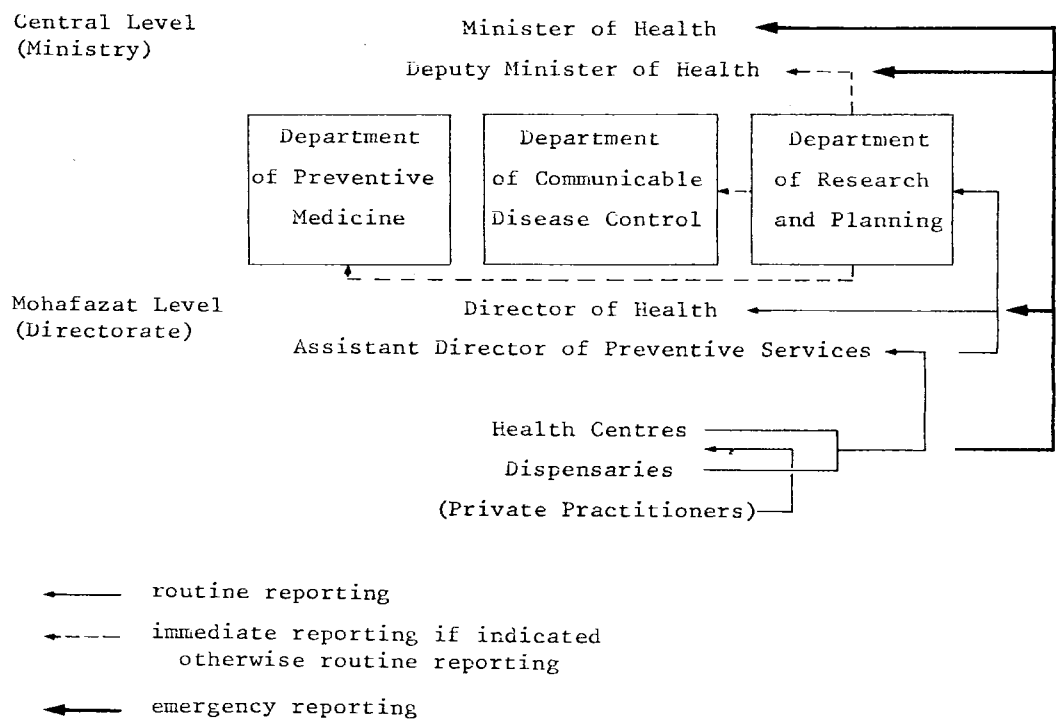 Central Level
(Ministry)
Minister of Health
Deputy Minister of Health
Department
of Preventive
Medicine
Department
of Communicable
Disease Control
Department
of Research
and Planning
Mohafazat Level
(Directorate)
Director of Health
Assistant Director of Preventive Services
Health Centres
Dispensaries
(Private Practitioners)
routine reporting
immediate reporting if indicated
otherwise routine reporting
emergency reporting